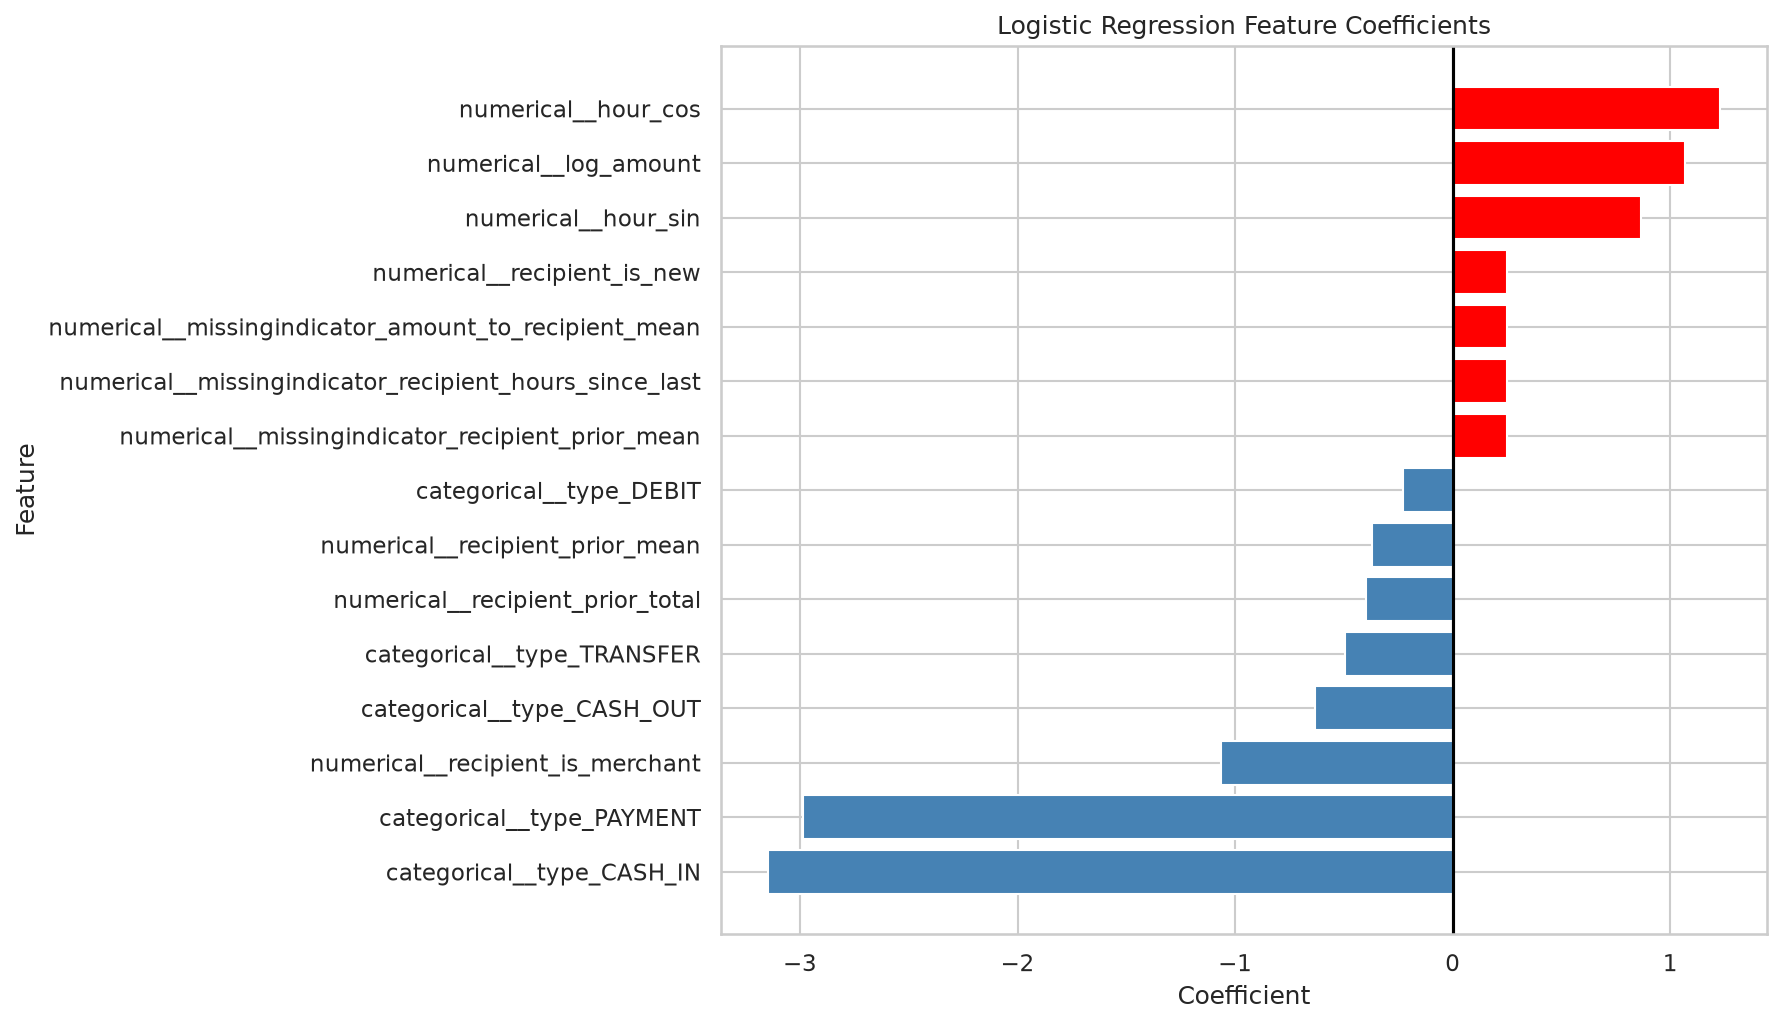 Logistic Regression Feature Coefficients
numerical__hour_cos
numerical__log_amount
numerical__hour_sin
numerical__recipient_is_new
numerical__missingindicator_amount_to_recipient_mean
numerical__missingindicator_recipient_hours_since_last
numerical__missingindicator_recipient_prior_mean
categorical__type_DEBIT
numerical__recipient_prior_mean
numerical__recipient_prior_total
categorical__type_TRANSFER
categorical__type_CASH_OUT
numerical__recipient_is_merchant
categorical__type_PAYMENT
categorical__type_CASH_IN
Feature
−3 −2 −1 0 1
Coefficient